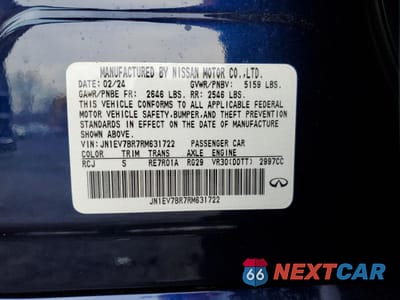 MANUFACTURED BY NISSAN MOTOR CO.,LTD.
DATE: 02/24 GVWR/PNBV: 5159 LBS.
GAWR/PNBE FR: 2646 LBS. RR: 2546 LBS.
THIS VEHICLE CONFORMS TO ALL APPLICABLE FEDERAL
MOTOR VEHICLE SAFETY,BUMPER,AND THEFT PREVENTION
STANDARDS IN EFFECT ON THE DATE OF MANUFACTURE
SHOWN ABOVE.
VIN: JN1EV7BR7RM631722 PASSENGER CAR
COLOR TRIM TRANS AXLE ENGINE
RCJ S RE7R01A RG29 VR30(DDTT) 2997CC
JN1EV7BR7RM631722
INFINITI
66 NEXTCAR